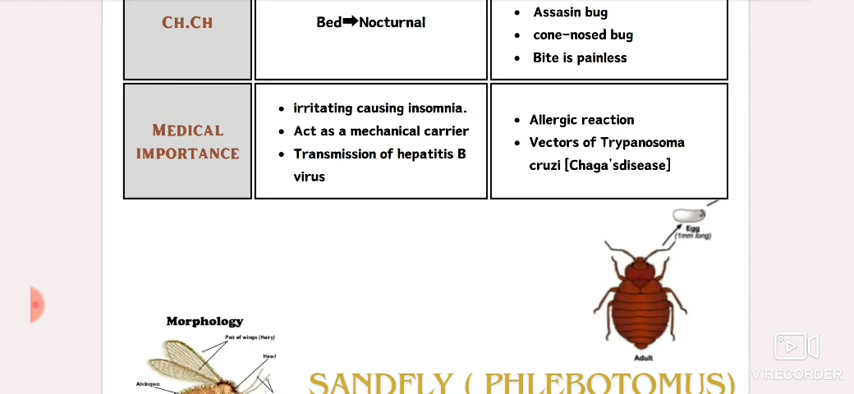 CH.CH
Bed➡Nocturnal
• Assasin bug
• cone-nosed bug
• Bite is painless
MEDICAL
IMPORTANCE
• irritating causing insomnia.
• Act as a mechanical carrier
• Transmission of hepatitis B
virus
• Allergic reaction
• Vectors of Trypanosoma
cruzi [Chaga'sdisease]
Egg
(1mm long)
Adult
Morphology
Pair of wings (Hairy)
Head
Abdomen
SANDFLY ( PHLEBOTOMUS)
V RECORDER